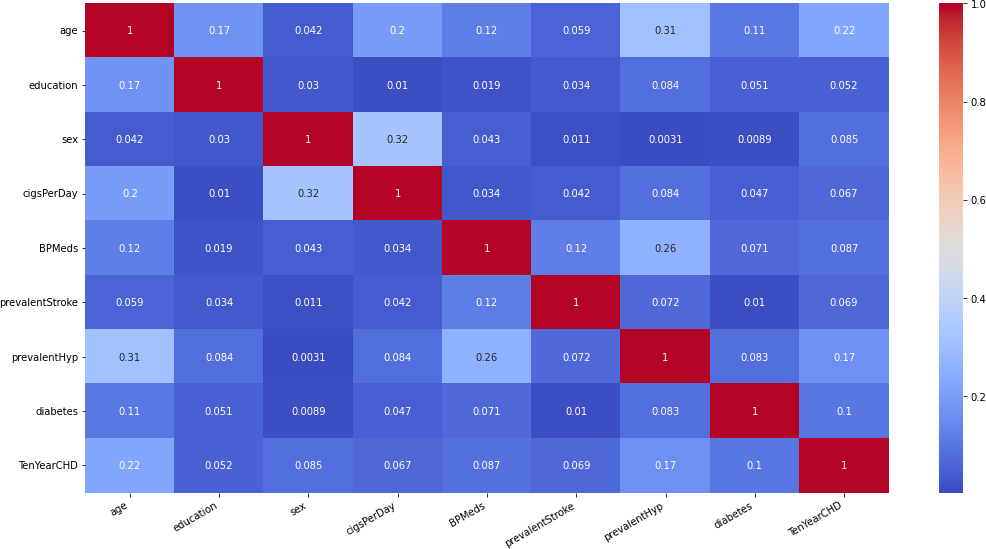 1.0
age 1 0.17 0.042 0.2 0.12 0.059 0.31 0.11 0.22
education 0.17 1 0.03 0.01 0.019 0.034 0.084 0.051 0.052
0.8
sex 0.042 0.03 1 0.32 0.043 0.011 0.0031 0.0089 0.085
cigsPerDay 0.2 0.01 0.32 1 0.034 0.042 0.084 0.047 0.067
0.6
BPMeds 0.12 0.019 0.043 0.034 1 0.12 0.26 0.071 0.087
prevalentStroke 0.059 0.034 0.011 0.042 0.12 1 0.072 0.01 0.069
0.4
prevalentHyp 0.31 0.084 0.0031 0.084 0.26 0.072 1 0.083 0.17
0.2
diabetes 0.11 0.051 0.0089 0.047 0.071 0.01 0.083 1 0.1
TenYearCHD 0.22 0.052 0.085 0.067 0.087 0.069 0.17 0.1 1
age education sex cigsPerDay BPMeds prevalentStroke prevalentHyp diabetes TenYearCHD